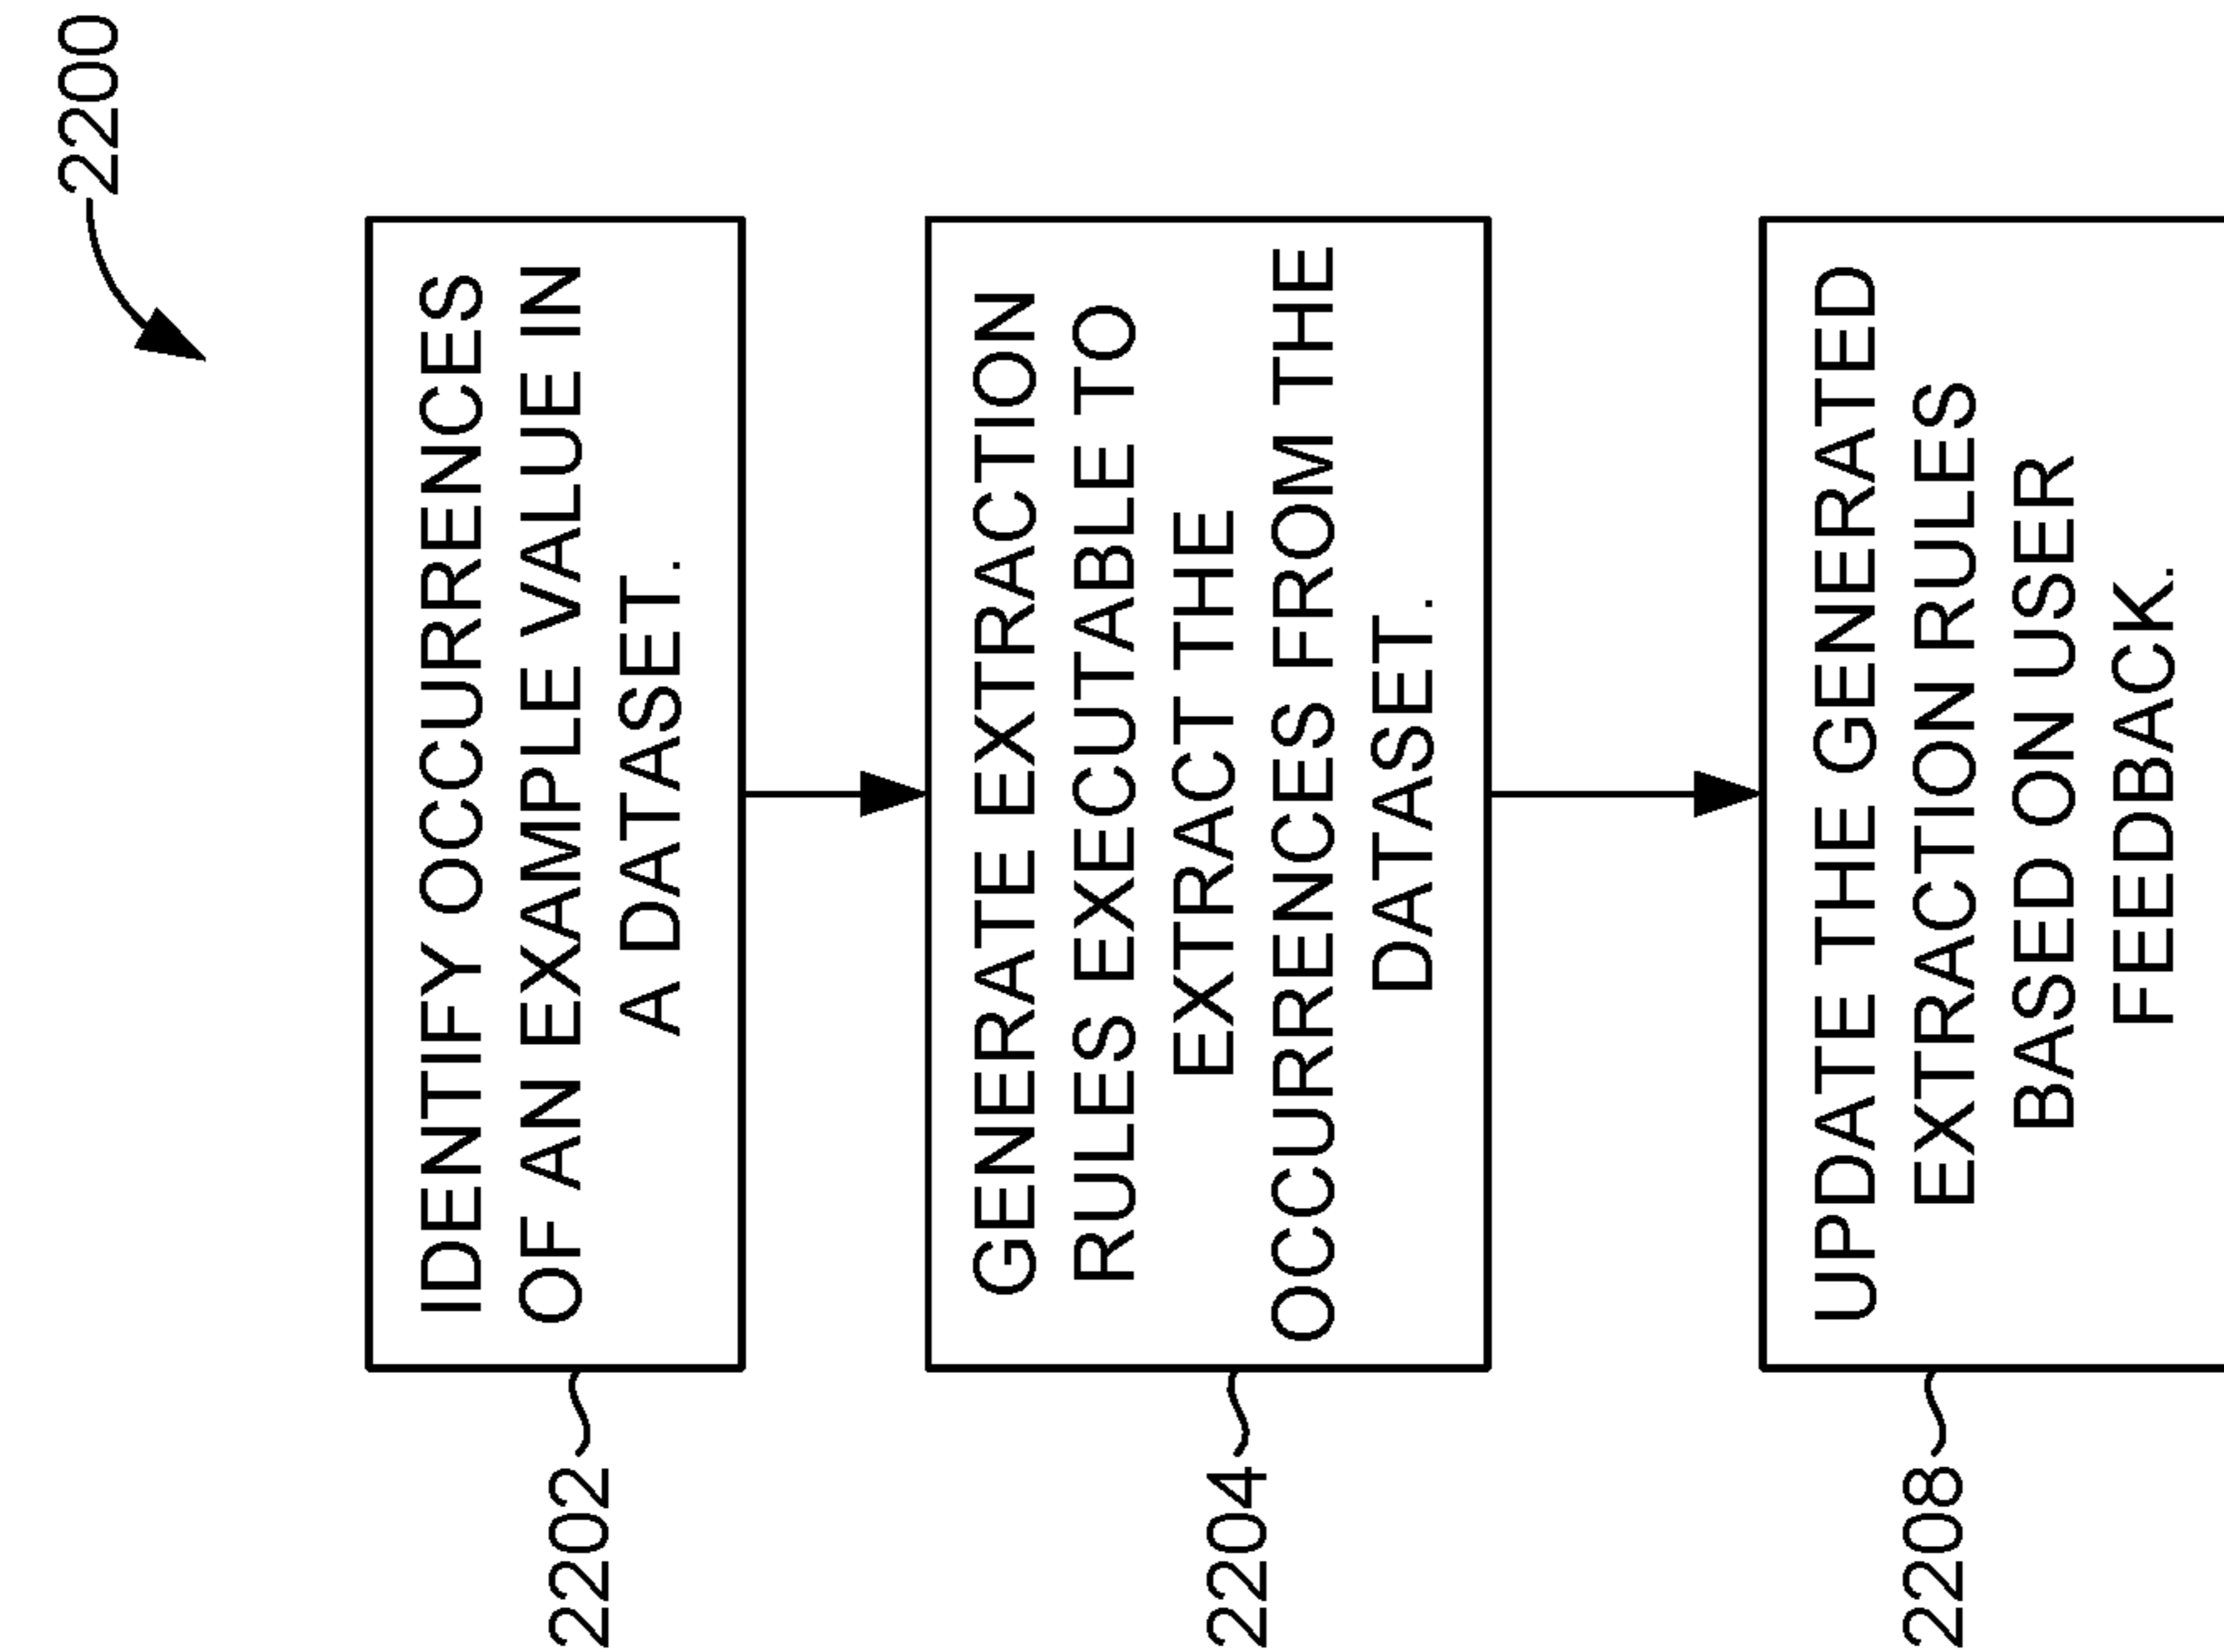 2200
2202
IDENTIFY OCCURRENCES
OF AN EXAMPLE VALUE IN
A DATASET.
2204
GENERATE EXTRACTION
RULES EXECUTABLE TO
EXTRACT THE
OCCURRENCES FROM THE
DATASET.
2208
UPDATE THE GENERATED
EXTRACTION RULES
BASED ON USER
FEEDBACK.